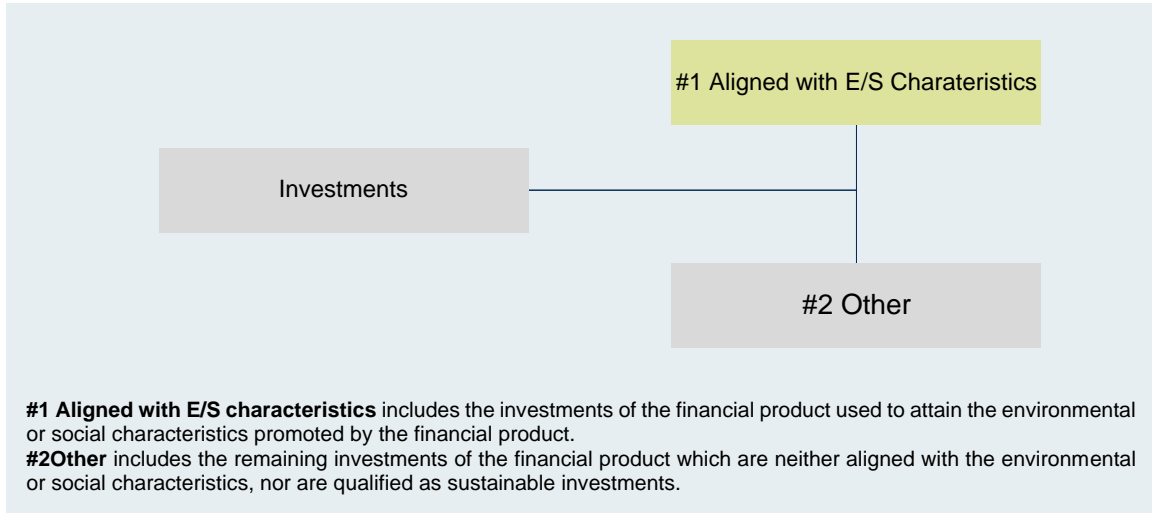 #1 Aligned with E/S Charateristics
Investments
#2 Other
#1 Aligned with E/S characteristics includes the investments of the financial product used to attain the environmental
or social characteristics promoted by the financial product.
#2Other includes the remaining investments of the financial product which are neither aligned with the environmental
or social characteristics, nor are qualified as sustainable investments.